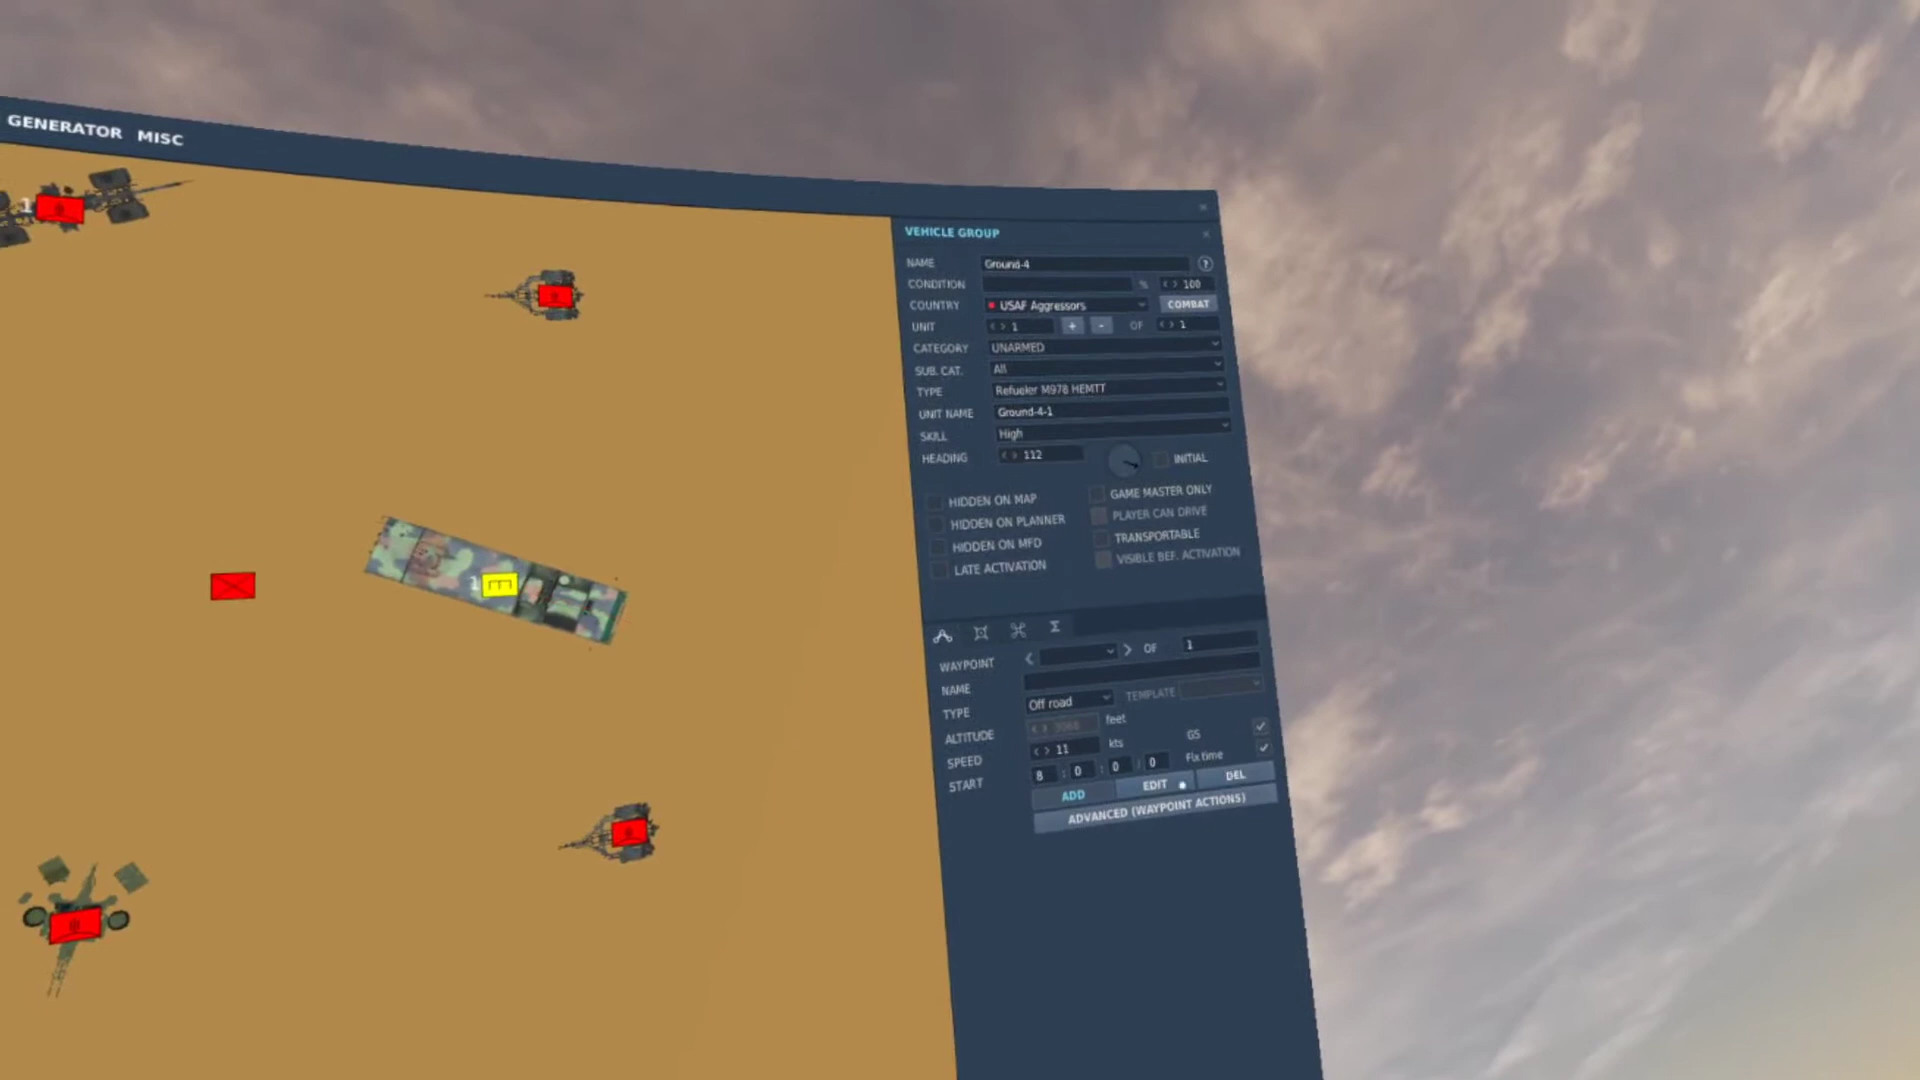 GENERATOR MISC
1
VEHICLE GROUP
NAME Ground-4 ?
CONDITION % < > 100
COUNTRY USAF Aggressors COMBAT
UNIT < > 1 + - OF < > 1
CATEGORY UNARMED
SUB. CAT. All
TYPE Refueler M978 HEMTT
UNIT NAME Ground-4-1
SKILL High
HEADING < > 112 INITIAL
HIDDEN ON MAP GAME MASTER ONLY
HIDDEN ON PLANNER PLAYER CAN DRIVE
HIDDEN ON MFD TRANSPORTABLE
LATE ACTIVATION VISIBLE BEF. ACTIVATION
1
WAYPOINT < > OF 1
NAME
TYPE Off road TEMPLATE
ALTITUDE < > feet
SPEED < > 11 kts GS
START 8 : 0 : 0 / 0 Fix time
ADD EDIT DEL
ADVANCED (WAYPOINT ACTIONS)